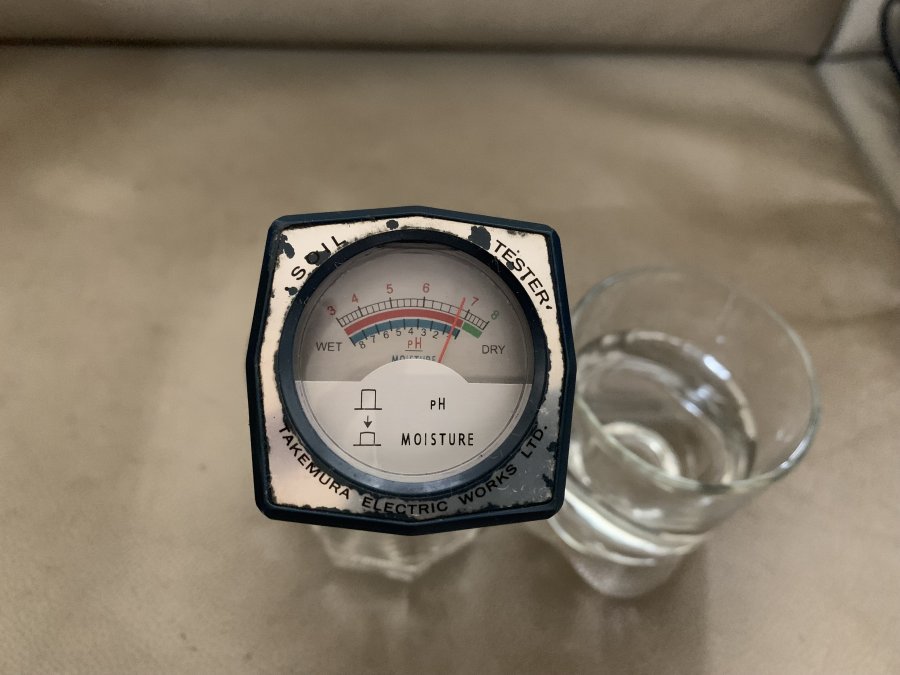 SOIL TESTER
3 4 5 6 7 8
WET 8 7 6 5 4 3 2 DRY
pH
MOISTURE
pH
MOISTURE
TAKEMURA ELECTRIC WORKS LTD.